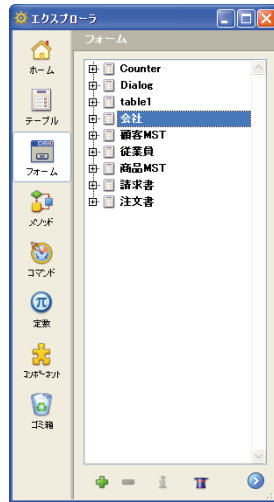 エクスプローラ
フォーム
ホーム
テーブル
フォーム
メソッド
コマンド
定数
コンポーネント
ゴミ箱
Counter
Dialog
table1
会社
顧客MST
従業員
商品MST
請求書
注文書